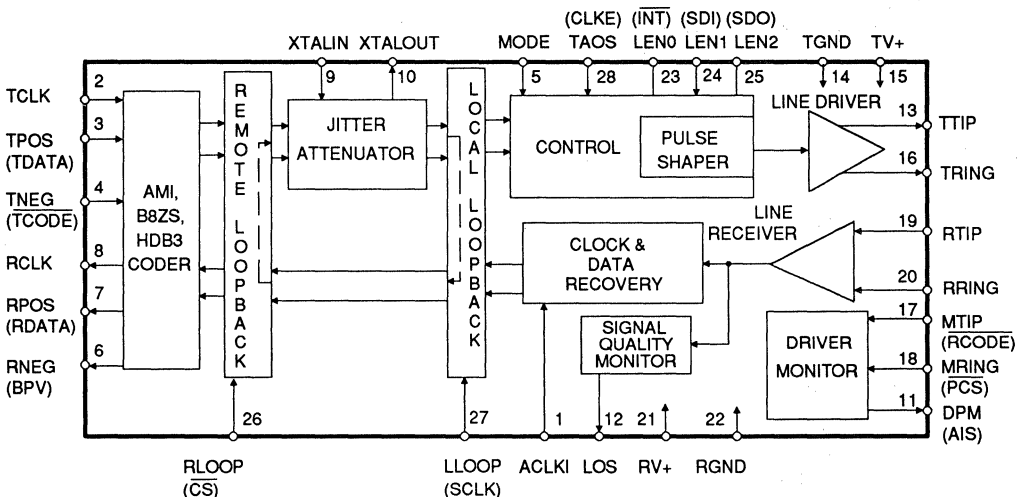 (CLKE) (INT) (SDI) (SDO)
XTALIN XTALOUT MODE TAOS LEN0 LEN1 LEN2 TGND TV+
2 9 10 5 28 23 24 25 14 15
TCLK
3
TPOS
(TDATA)
4
TNEG
(TCODE)
8
RCLK
7
RPOS
(RDATA)
6
RNEG
(BPV)
AMI,
B8ZS,
HDB3
CODER
REMOTE LOOPBACK
JITTER
ATTENUATOR
LOCAL LOOPBACK
CONTROL
PULSE
SHAPER
LINE DRIVER
13
TTIP
16
TRING
LINE
RECEIVER
19
RTIP
20
RRING
CLOCK &
DATA
RECOVERY
SIGNAL
QUALITY
MONITOR
DRIVER
MONITOR
17
MTIP
(RCODE)
18
MRING
(PCS)
11
DPM
(AIS)
26 27 1 12 21 22
RLOOP
(CS)
LLOOP
(SCLK)
ACLKI LOS RV+ RGND